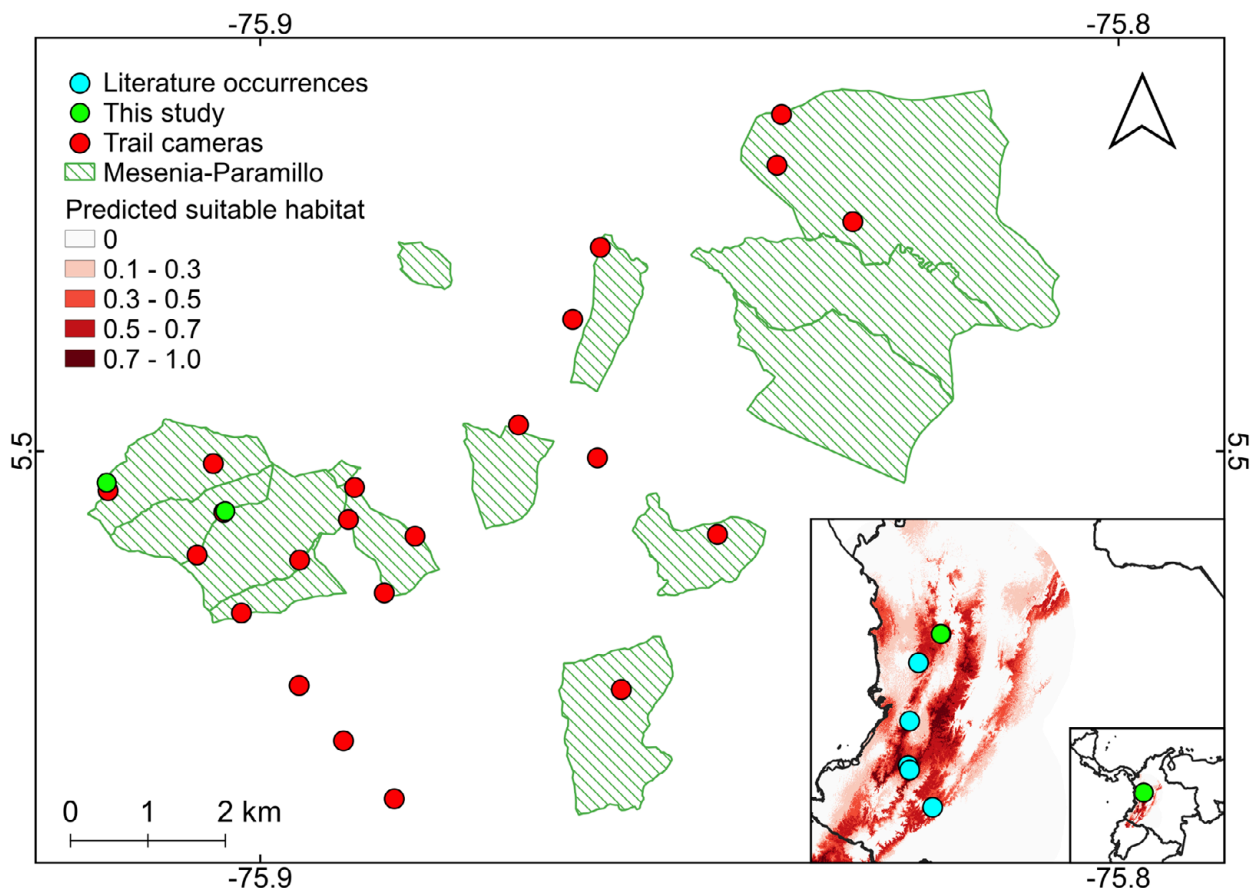 -75.9 -75.8
Literature occurrences
This study
Trail cameras
Mesenia-Paramillo
Predicted suitable habitat
0
0.1 - 0.3
0.3 - 0.5
0.5 - 0.7
0.7 - 1.0
5.5 5.5
0 1 2 km
-75.9 -75.8